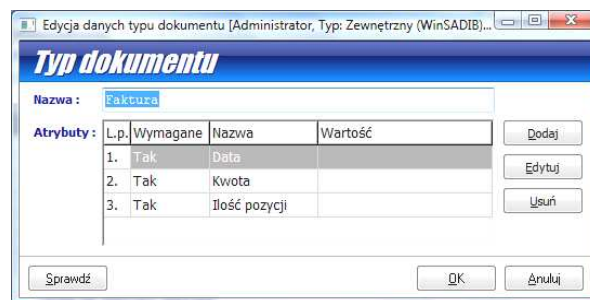 Edycja danych typu dokumentu [Administrator, Typ: Zewnętrzny (WinSADIB)...
Typ dokumentu
Nazwa : Faktura
Atrybuty : L.p. Wymagane Nazwa Wartość Dodaj
1. Tak Data
Edytuj
2. Tak Kwota
3. Tak Ilość pozycji Usuń
Sprawdź OK Anuluj